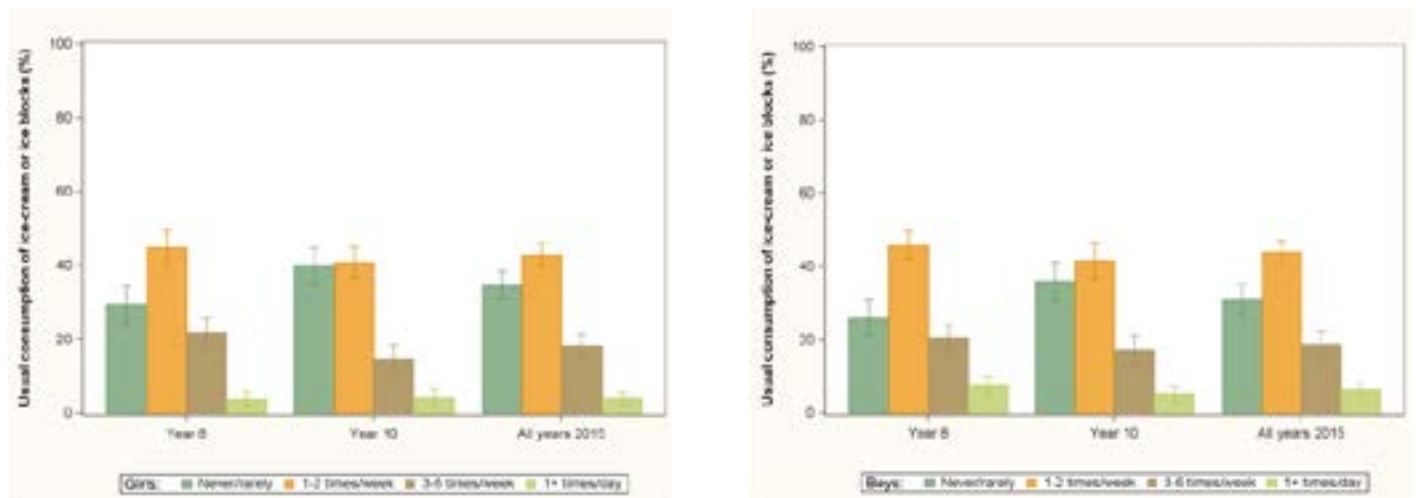 Usual consumption of ice-cream or ice blocks (%)
100
80
60
40
20
0
Year 8
Year 10
All years 2015
Girls:
Never/rarely
1-2 times/week
3-6 times/week
1+ times/day
Usual consumption of ice-cream or ice blocks (%)
100
80
60
40
20
0
Year 8
Year 10
All years 2015
Boys:
Never/rarely
1-2 times/week
3-6 times/week
1+ times/day